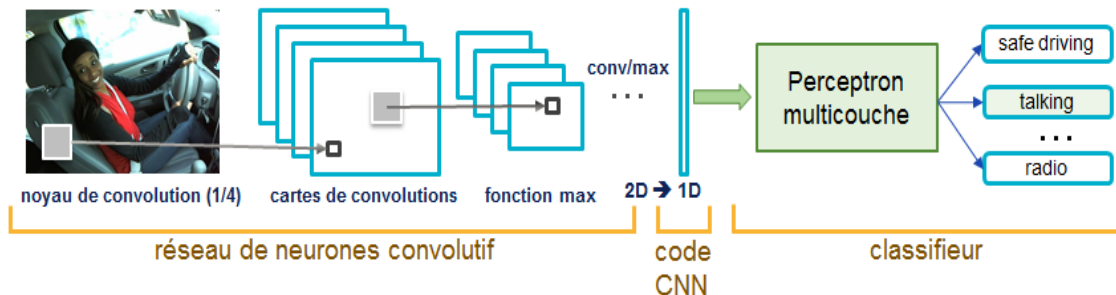 safe driving
conv/max
Perceptron
multicouche
talking
...
...
radio
noyau de convolution (1/4)
cartes de convolutions
fonction max
2D → 1D
réseau de neurones convolutif
code
CNN
classifieur